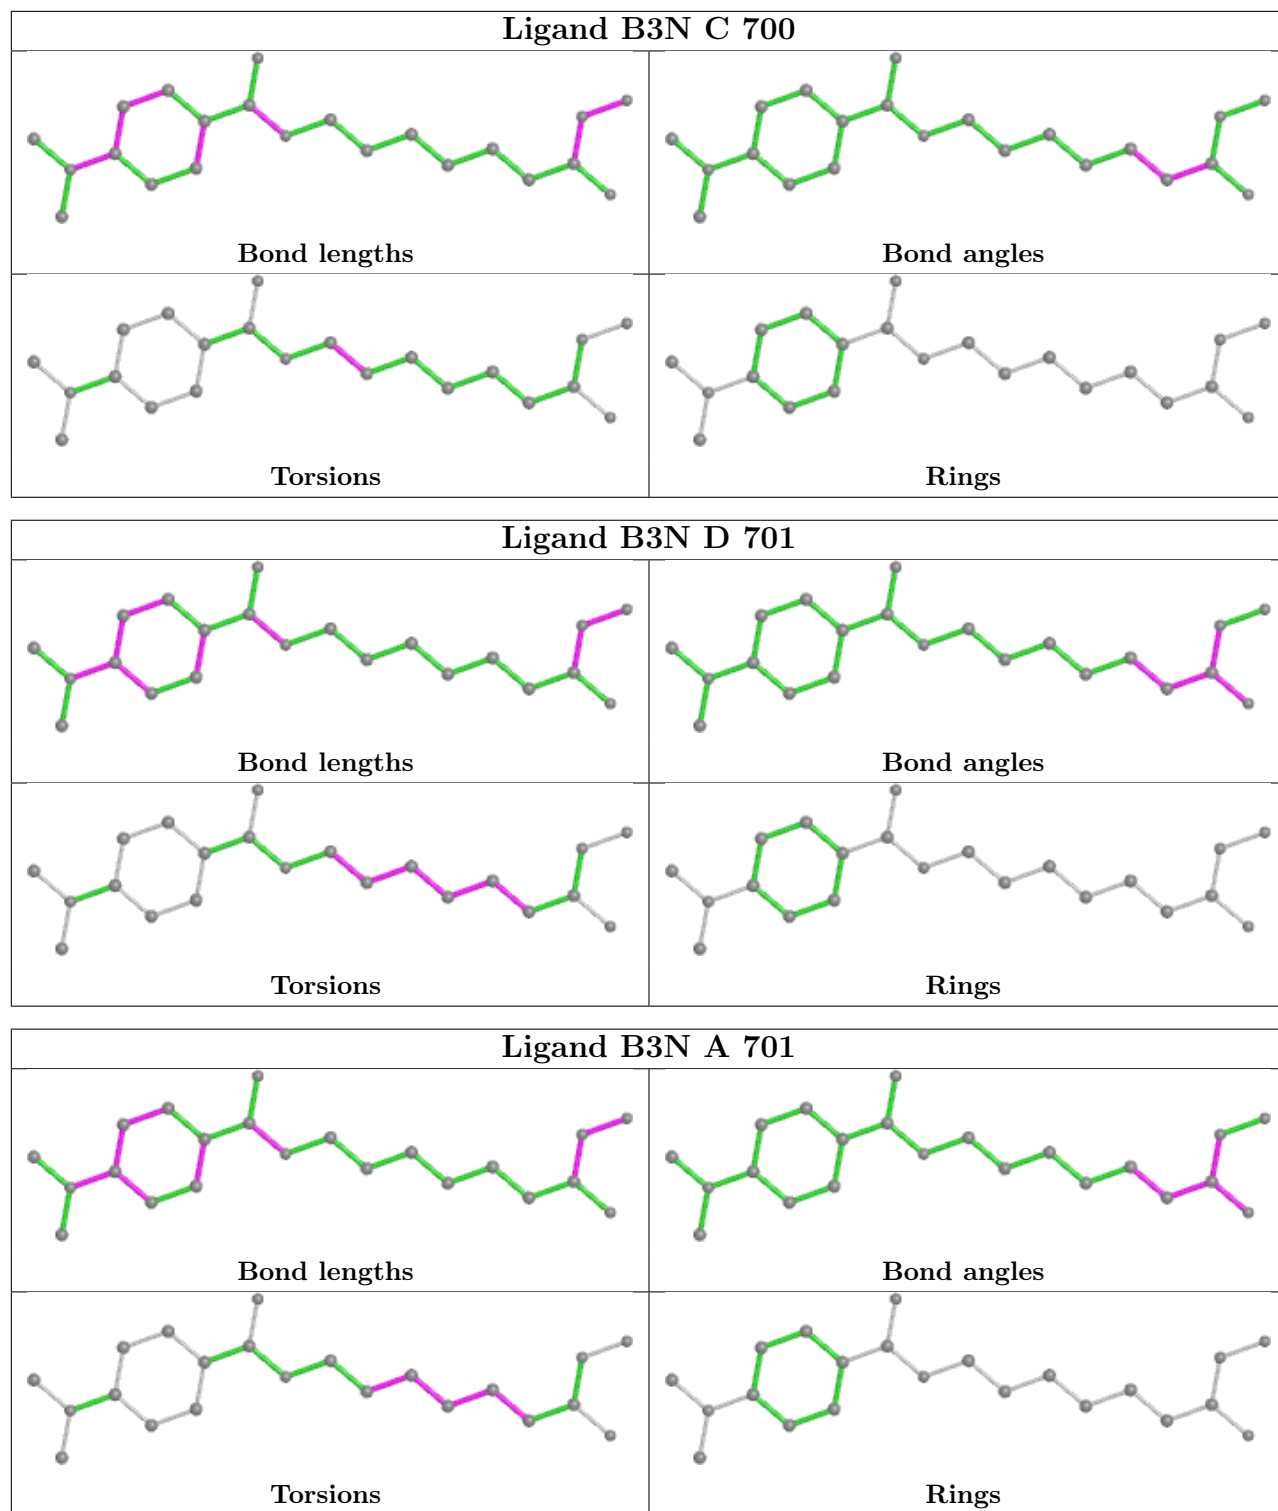 Ligand B3N C 700
Bond lengths
Bond angles
Torsions
Rings
Ligand B3N D 701
Bond lengths
Bond angles
Torsions
Rings
Ligand B3N A 701
Bond lengths
Bond angles
Torsions
Rings